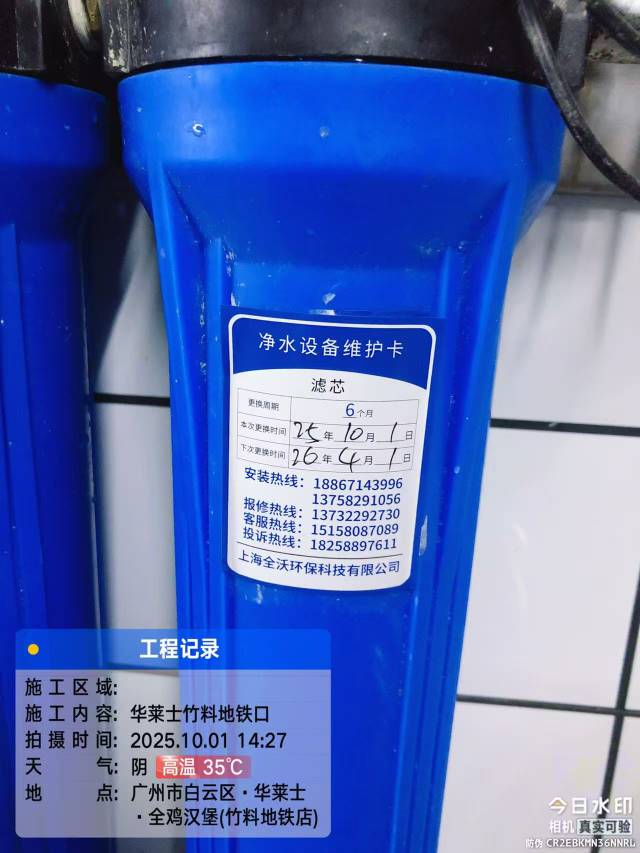 净水设备维护卡
滤芯
更换周期 6个月
本次更换时间 25年10月1日
下次更换时间 26年4月1日
安装热线：18867143996
13758291056
报修热线：13732292730
客服热线：15158087089
投诉热线：18258897611
上海全沃环保科技有限公司
工程记录
施工区域:
施工内容: 华莱士竹料地铁口
拍摄时间: 2025.10.01 14:27
天气: 阴 高温 35℃
地点: 广州市白云区·华莱士
·全鸡汉堡(竹料地铁店)
今日水印
相机 真实可验
防伪 CR2EBKMN36NNRU